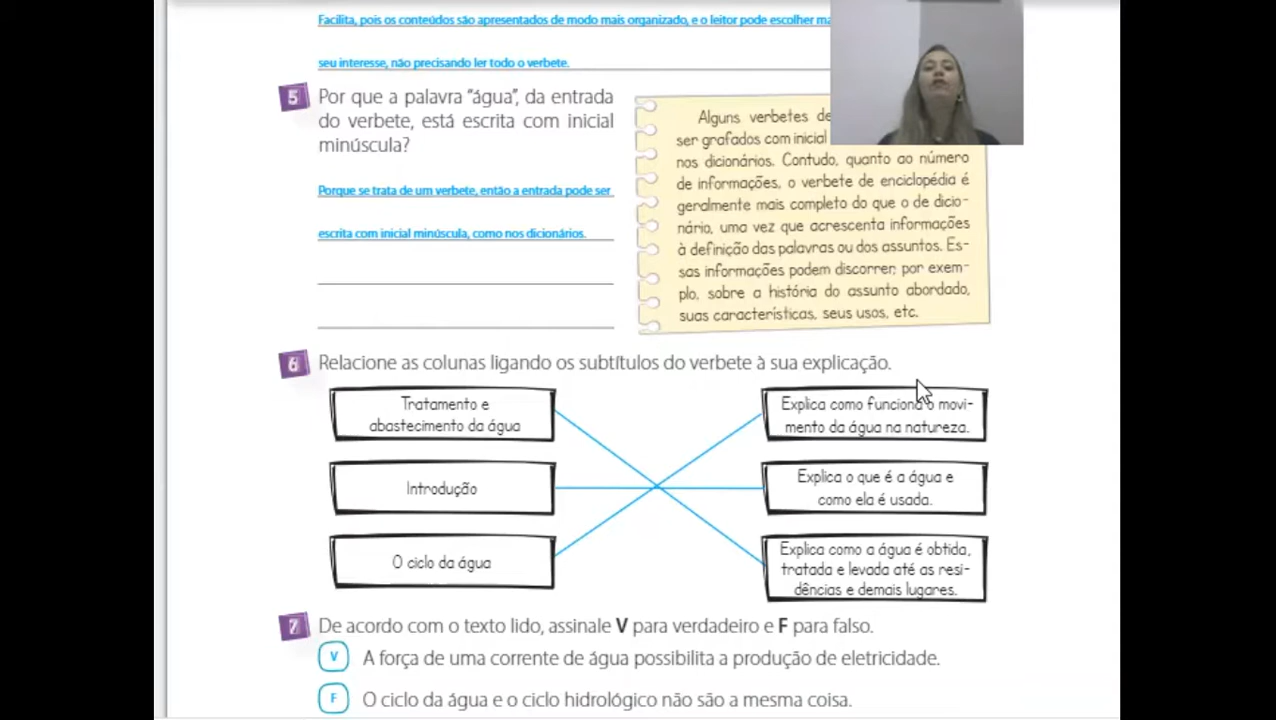 Facilita, pois os conteúdos são apresentados de modo mais organizado, e o leitor pode escolher
seu interesse, não precisando ler todo o verbete.
5 Por que a palavra “água”, da entrada
do verbete, está escrita com inicial
minúscula?
Porque se trata de um verbete, então a entrada pode ser
escrita com inicial minúscula, como nos dicionários.
Alguns verbetes
ser grafados com inicial
nos dicionários. Contudo, quanto ao número
de informações, o verbete de enciclopédia é
geralmente mais completo do que o de dicio-
nário, uma vez que acrescenta informações
à definição das palavras ou dos assuntos. Es-
sas informações podem discorrer, por exem-
plo, sobre a história do assunto abordado,
suas características, seus usos, etc.
6 Relacione as colunas ligando os subtítulos do verbete à sua explicação.
Tratamento e
abastecimento da água
Introdução
O ciclo da água
Explica como funciona o movi-
mento da água na natureza.
Explica o que é a água e
como ela é usada.
Explica como a água é obtida,
tratada e levada até as resi-
dências e demais lugares.
7 De acordo com o texto lido, assinale V para verdadeiro e F para falso.
V A força de uma corrente de água possibilita a produção de eletricidade.
F O ciclo da água e o ciclo hidrológico não são a mesma coisa.